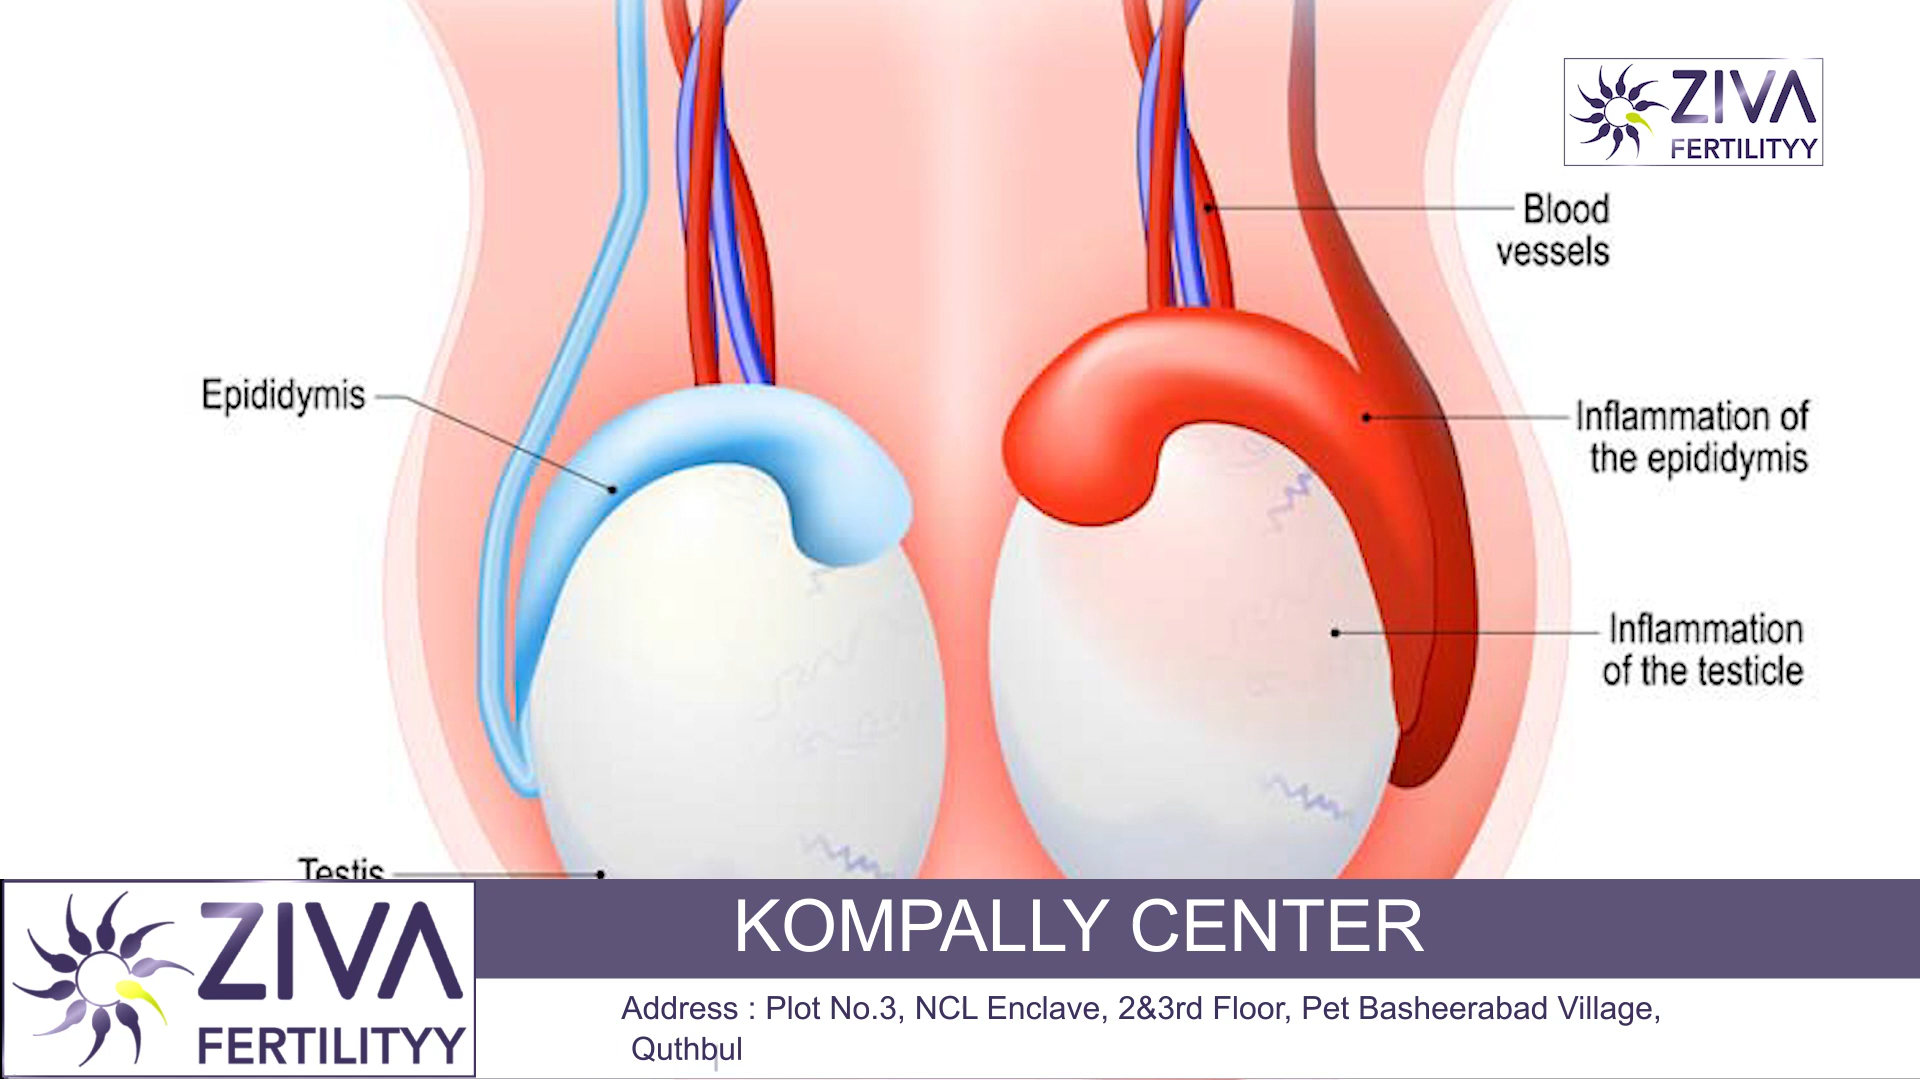 ZIVA
FERTILITYY
Blood
vessels
Epididymis
Inflammation of
the epididymis
Inflammation
of the testicle
Testis
ZIVA
FERTILITYY
KOMPALLY CENTER
Address : Plot No.3, NCL Enclave, 2&3rd Floor, Pet Basheerabad Village,
Quthbul